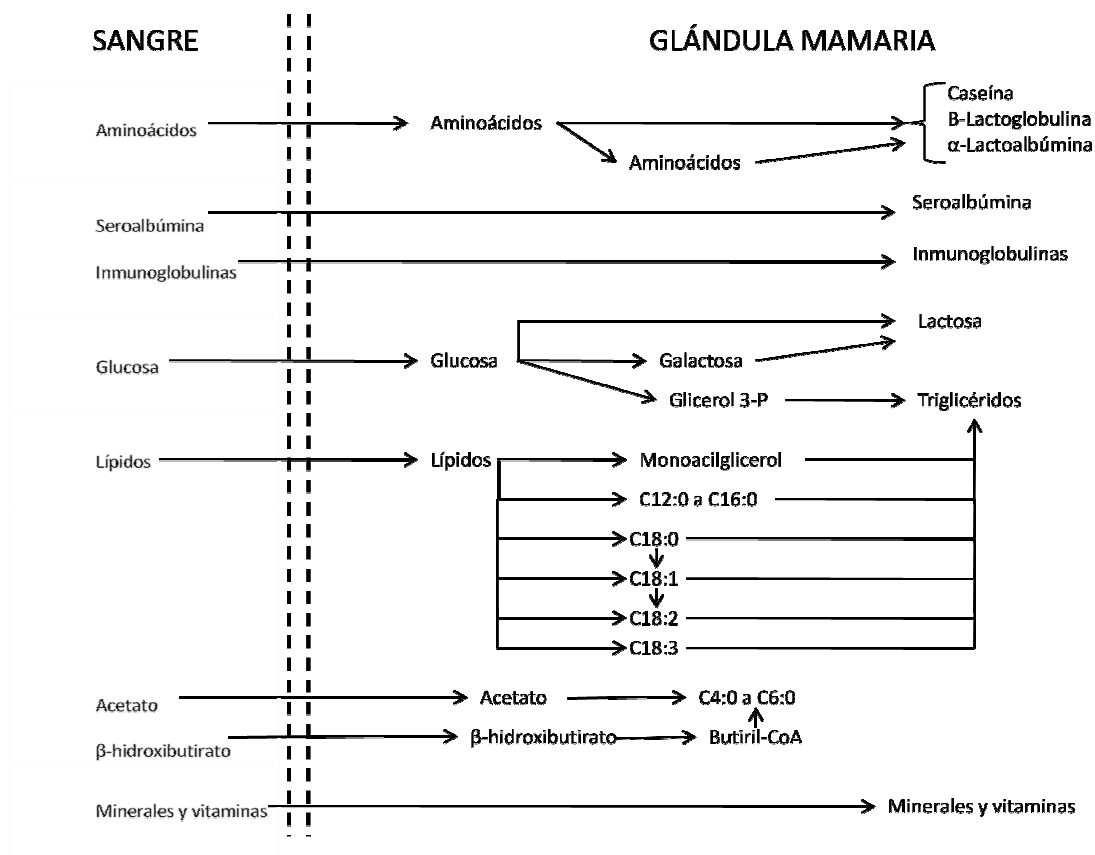 SANGRE
GLÁNDULA MAMARIA
Aminoácidos
Aminoácidos
Aminoácidos
Caseína
B-Lactoglobulina
α-Lactoalbúmina
Seroalbúmina
Seroalbúmina
Inmunoglobulinas
Inmunoglobulinas
Glucosa
Glucosa
Galactosa
Lactosa
Glicerol 3-P
Triglicéridos
Lípidos
Lípidos
Monoacilglicerol
C12:0 a C16:0
C18:0
C18:1
C18:2
C18:3
Acetato
Acetato
C4:0 a C6:0
β-hidroxibutirato
β-hidroxibutirato
Butiril-CoA
Minerales y vitaminas
Minerales y vitaminas